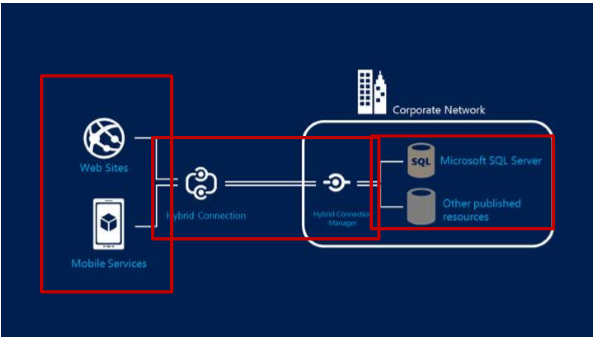 Corporate Network
Web Sites
SQL
Microsoft SQL Server
Hybrid Connection
Hybrid Connection
Manager
Other published
resources
Mobile Services